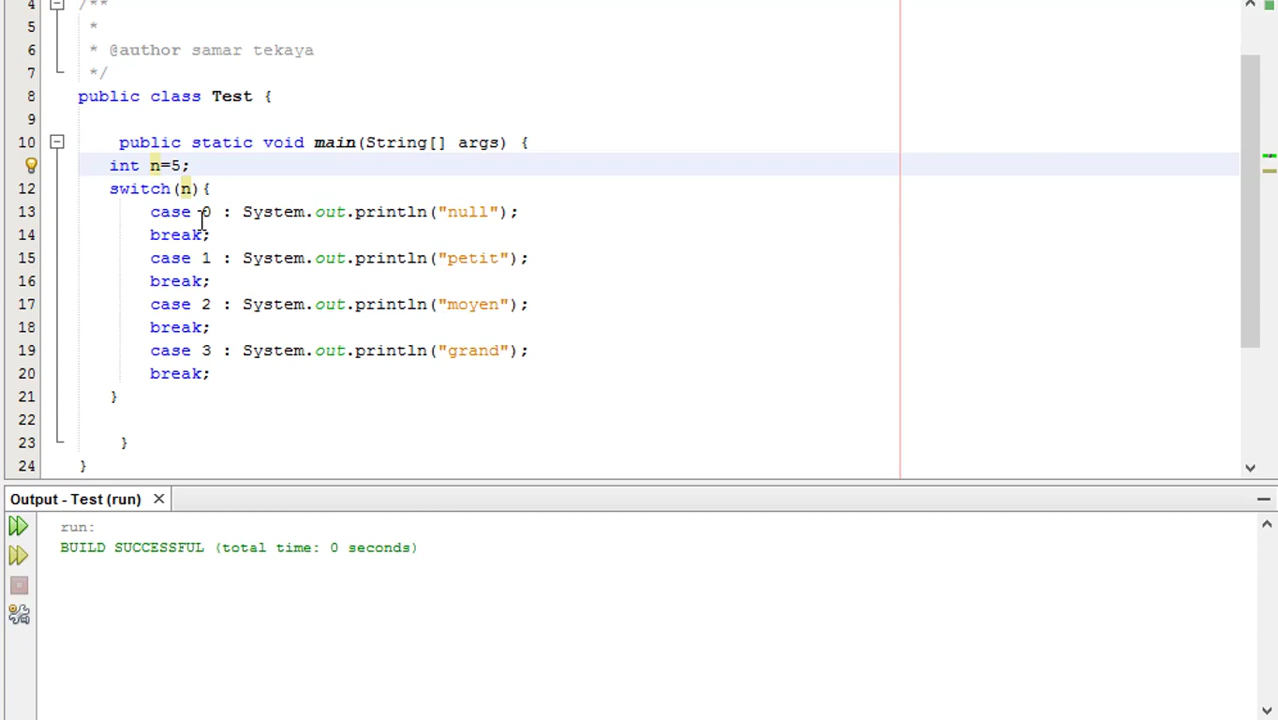 4 /**
5 *
6 * @author samar tekaya
7 */
8 public class Test {
9
10 public static void main(String[] args) {
int n=5;
12 switch(n){
13 case 0 : System.out.println("null");
14 break;
15 case 1 : System.out.println("petit");
16 break;
17 case 2 : System.out.println("moyen");
18 break;
19 case 3 : System.out.println("grand");
20 break;
21 }
22
23 }
24 }
Output - Test (run)
run:
BUILD SUCCESSFUL (total time: 0 seconds)